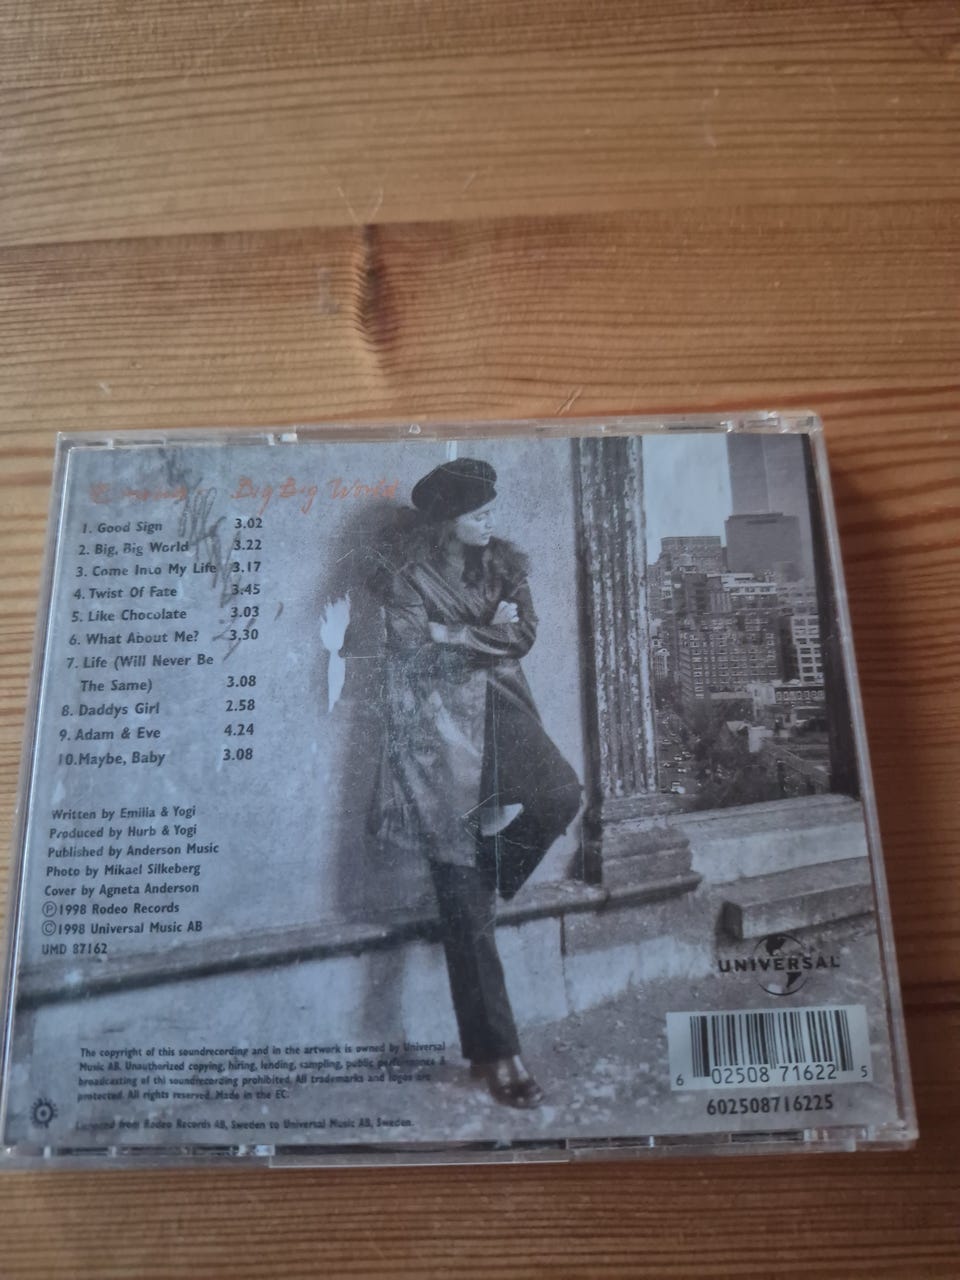 Emilia Big Big World
1. Good Sign 3.02
2. Big, Big World 3.22
3. Come Into My Life 3.17
4. Twist Of Fate 3.45
5. Like Chocolate 3.03
6. What About Me? 3,30
7. Life (Will Never Be
The Same) 3.08
8. Daddys Girl 2.58
9. Adam & Eve 4.24
10.Maybe, Baby 3.08
Written by Emilia & Yogi
Produced by Hurb & Yogi
Published by Anderson Music
Photo by Mikael Silkeberg
Cover by Agneta Anderson
℗1998 Rodeo Records
©1998 Universal Music AB
UMD 87162
UNIVERSAL
The copyright of this soundrecording and in the artwork is owned by Universal
Music AB. Unauthorized copying, hiring, lending, sampling, public performance &
broadcasting of thi soundrecording prohibited. All trademarks and logos are
protected. All rights reserved. Made in the EC.
Licenced from Rodeo Records AB, Sweden to Universal Music AB, Sweden.
6 02508 71622 5
602508716225